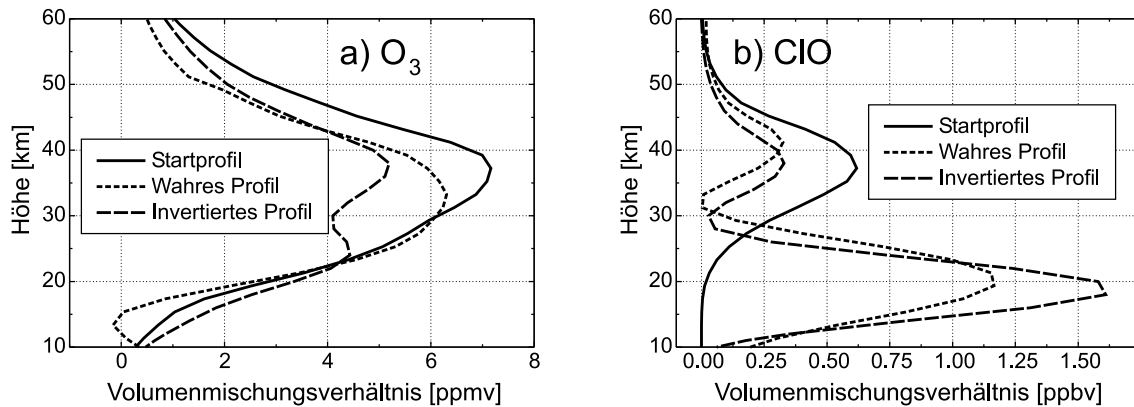 a) O3
60
50
40
30
20
10
Höhe [km]
Startprofil
Wahres Profil
Invertiertes Profil
0 2 4 6 8
Volumenmischungsverhältnis [ppmv]
b) ClO
60
50
40
30
20
10
Höhe [km]
Startprofil
Wahres Profil
Invertiertes Profil
0.00 0.25 0.50 0.75 1.00 1.25 1.50
Volumenmischungsverhältnis [ppbv]